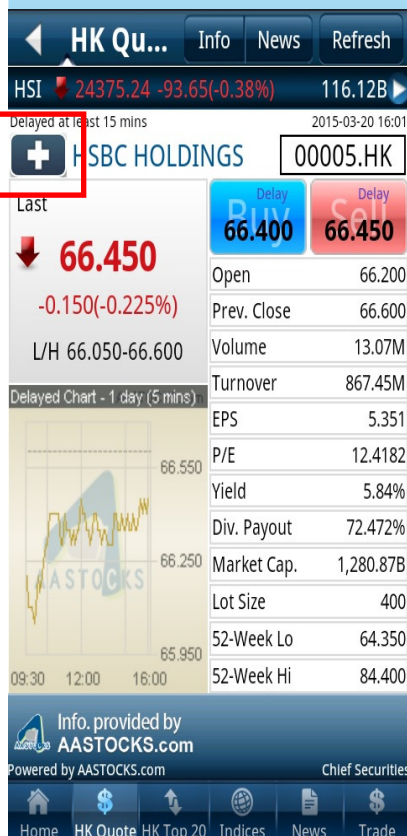 HK Qu... Info News Refresh
HSI 24375.24 -93.65(-0.38%) 116.12B
Delayed at least 15 mins 2015-03-20 16:01
HSBC HOLDINGS 00005.HK
Last
66.450
-0.150(-0.225%)
L/H 66.050-66.600
Delay Delay
Buy Sell
66.400 66.450
Open 66.200
Prev. Close 66.600
Volume 13.07M
Turnover 867.45M
EPS 5.351
P/E 12.4182
Yield 5.84%
Div. Payout 72.472%
Market Cap. 1,280.87B
Lot Size 400
52-Week Lo 64.350
52-Week Hi 84.400
Delayed Chart - 1 day (5 mins)
66.550
66.250
65.950
AASTOCKS
09:30 12:00 16:00
Info. provided by
AASTOCKS.com
Powered by AASTOCKS.com Chief Securities
Home HK Quote HK Top 20 Indices News Trade